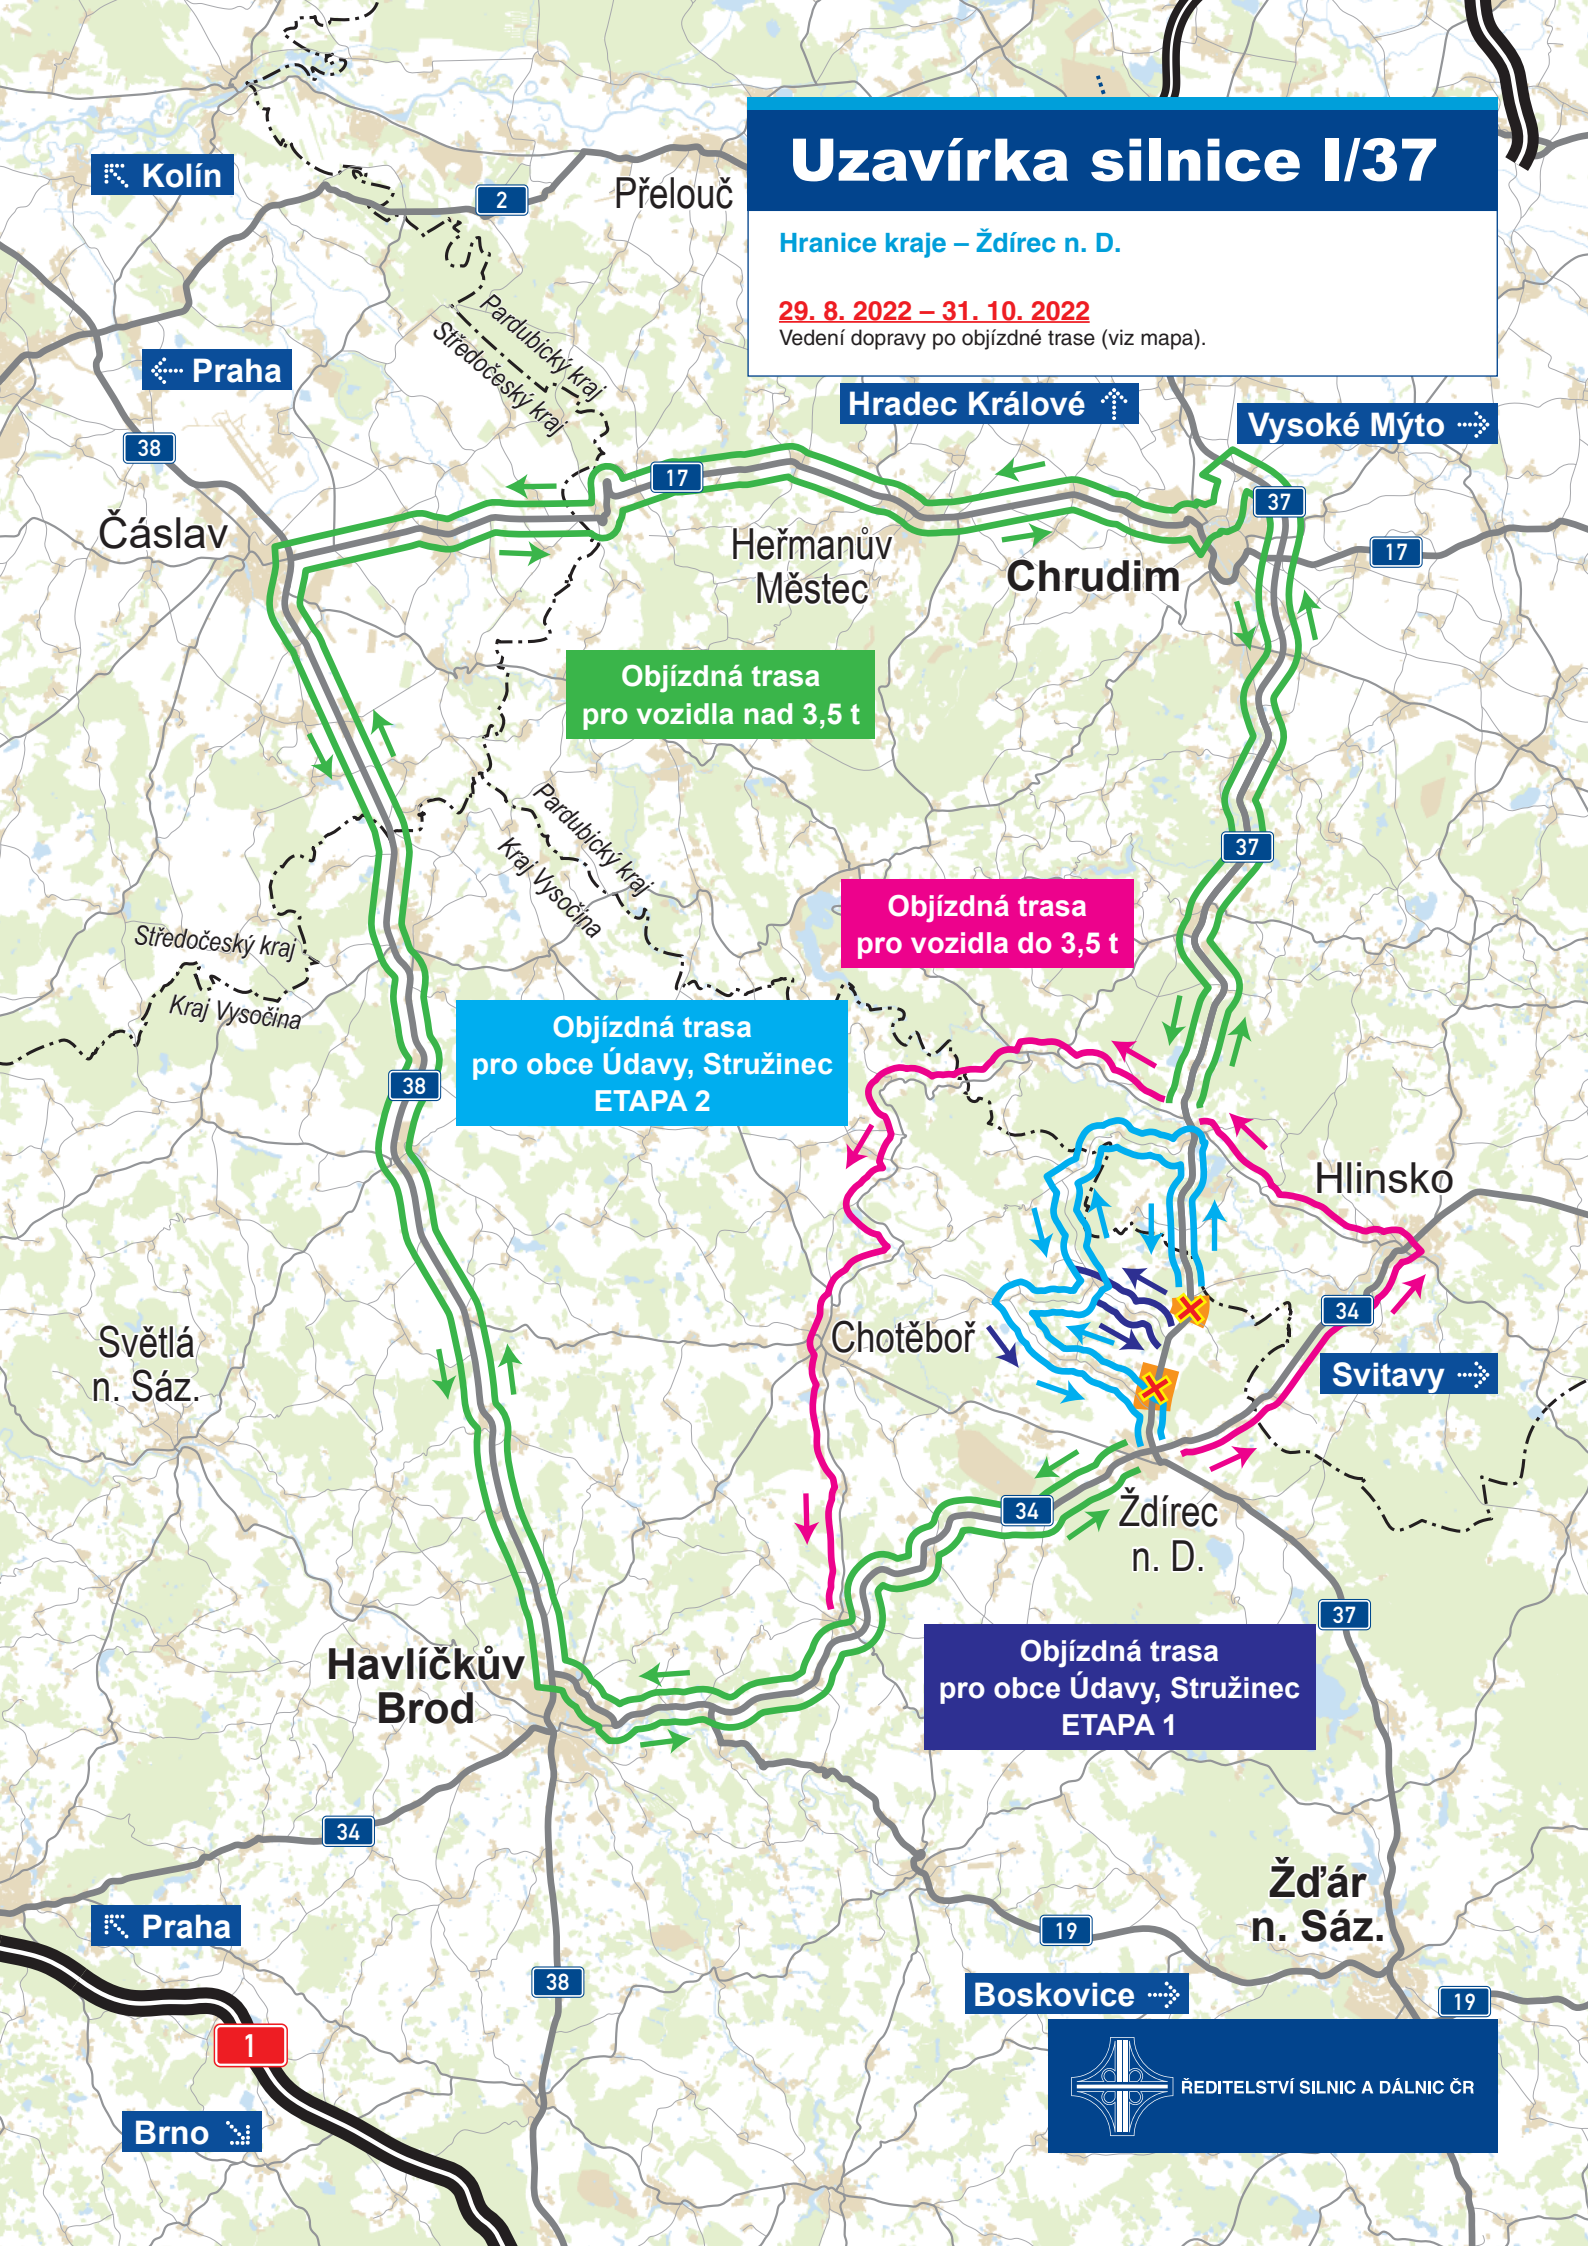 Uzavírka silnice I/37
Hranice kraje – Ždírec n. D.
29. 8. 2022 – 31. 10. 2022
Vedení dopravy po objízdné trase (viz mapa).
Kolín
2
Přelouč
Pardubický kraj
Středočeský kraj
Praha
Hradec Králové
Vysoké Mýto
38
17
37
Čáslav
Heřmanův
Městec
Chrudim
17
Objízdná trasa
pro vozidla nad 3,5 t
Pardubický kraj
Kraj Vysočina
37
Objízdná trasa
pro vozidla do 3,5 t
Středočeský kraj
Kraj Vysočina
Objízdná trasa
pro obce Údavy, Stružinec
ETAPA 2
38
Hlinsko
34
Světlá
n. Sáz.
Chotěboř
Svitavy
34
Ždírec
n. D.
37
Havlíčkův
Brod
Objízdná trasa
pro obce Údavy, Stružinec
ETAPA 1
34
Žďár
n. Sáz.
Praha
19
38
Boskovice
19
1
Brno
ŘEDITELSTVÍ SILNIC A DÁLNIC ČR